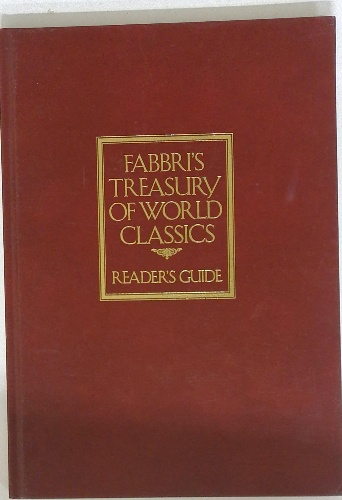 FABBRI'S
TREASURY
OF WORLD
CLASSICS
READER'S GUIDE